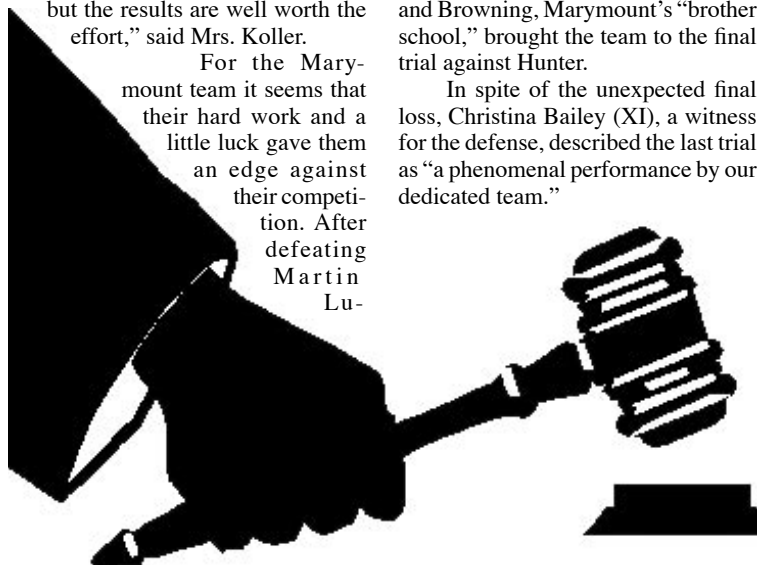 but the results are well worth the
effort,” said Mrs. Koller.
For the Mary-
mount team it seems that
their hard work and a
little luck gave them
an edge against
their competi-
tion. After
defeating
Martin
Lu-
and Browning, Marymount’s “brother
school,” brought the team to the final
trial against Hunter.
In spite of the unexpected final
loss, Christina Bailey (XI), a witness
for the defense, described the last trial
as “a phenomenal performance by our
dedicated team.”